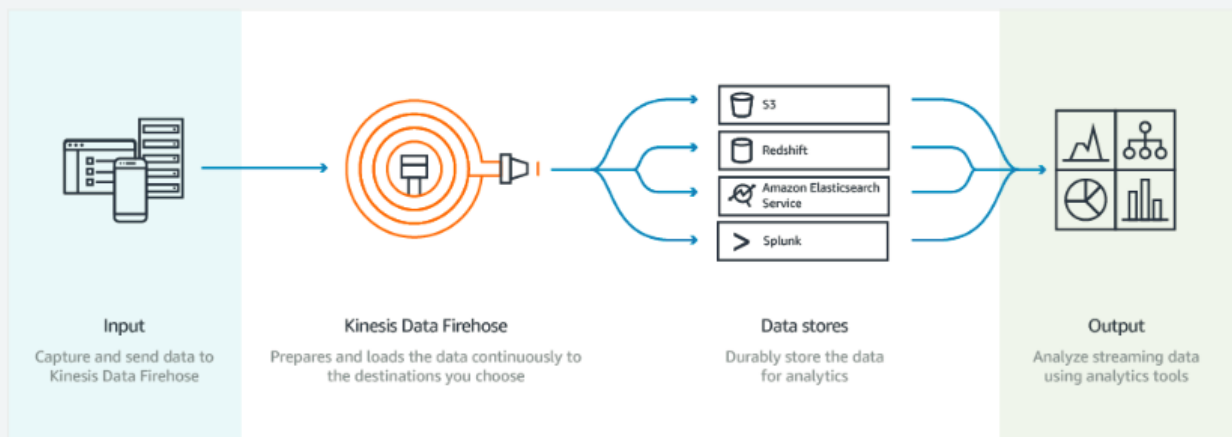 S3
Redshift
Amazon Elasticsearch
Service
Splunk
Input
Capture and send data to
Kinesis Data Firehose
Kinesis Data Firehose
Prepares and loads the data continuously to
the destinations you choose
Data stores
Durably store the data
for analytics
Output
Analyze streaming data
using analytics tools